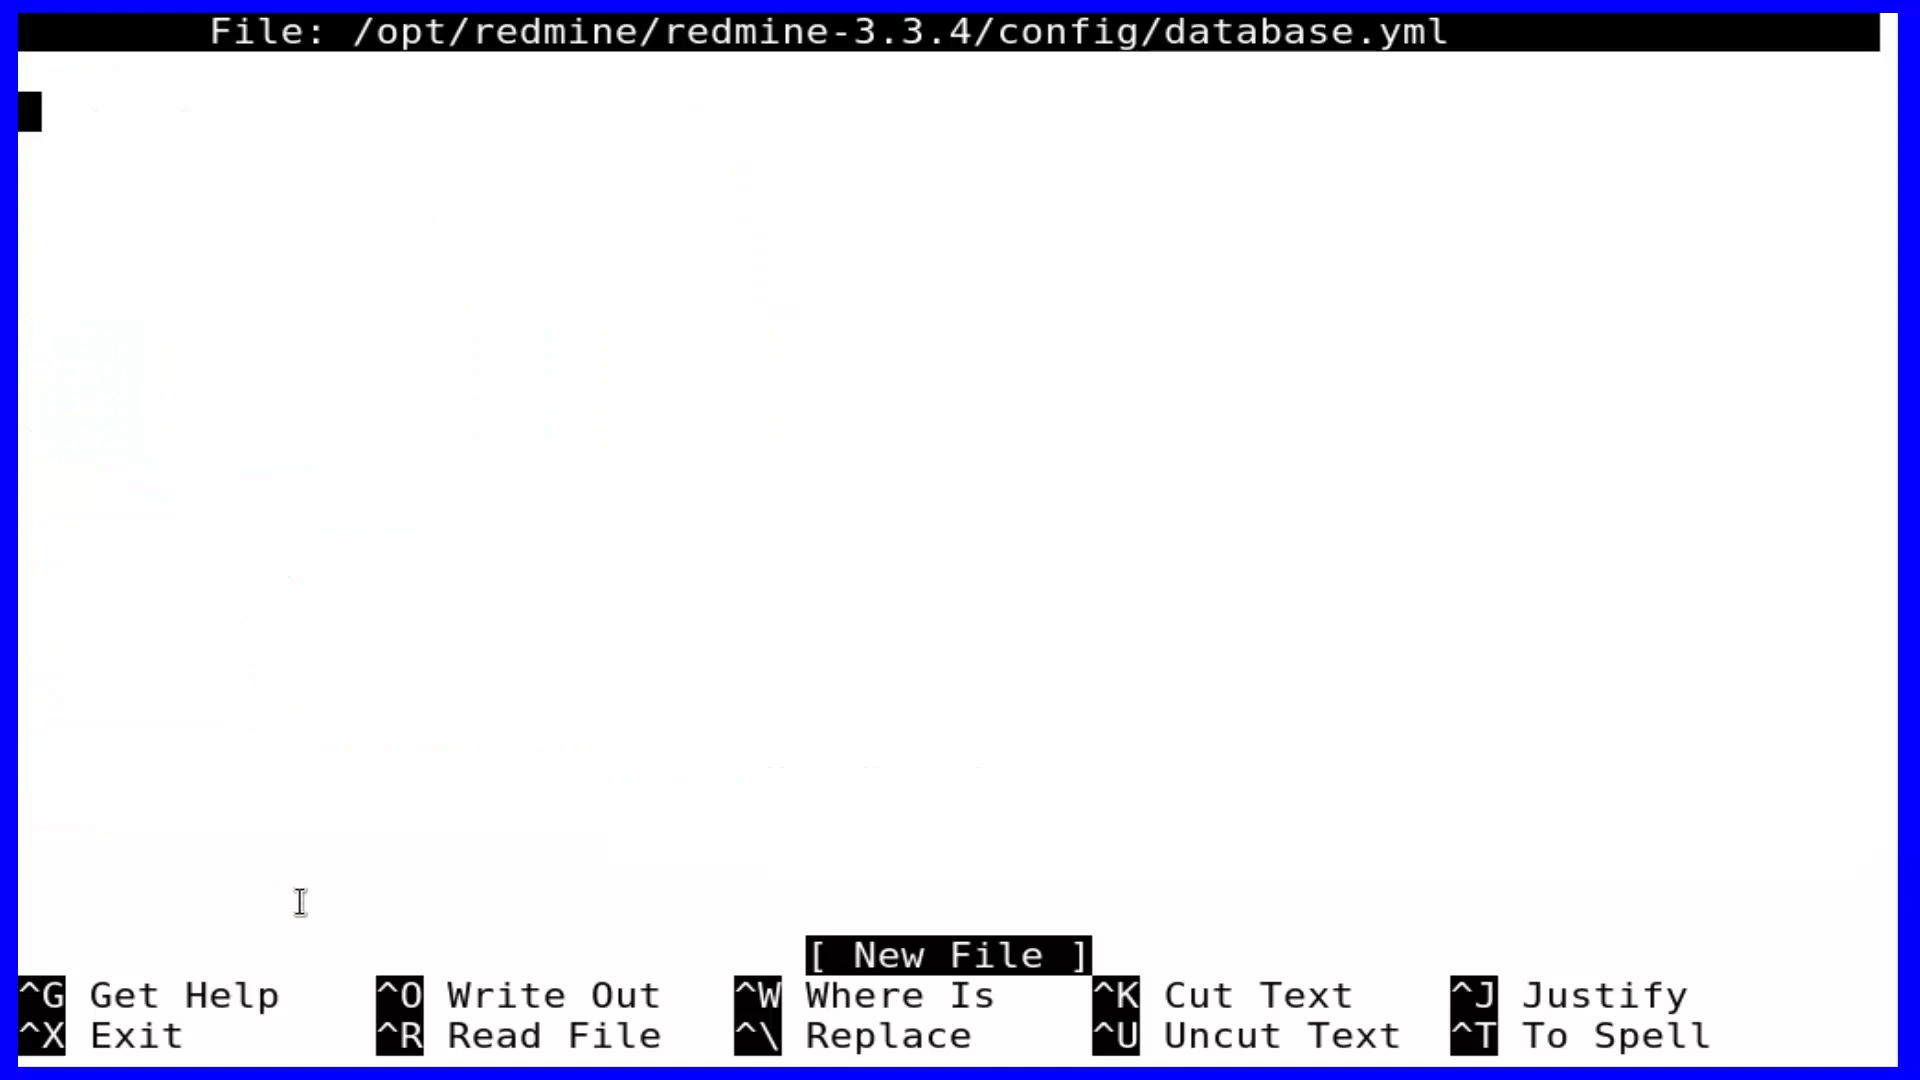 File: /opt/redmine/redmine-3.3.4/config/database.yml
[ New File ]
^G Get Help ^O Write Out ^W Where Is ^K Cut Text ^J Justify
^X Exit ^R Read File ^\ Replace ^U Uncut Text ^T To Spell